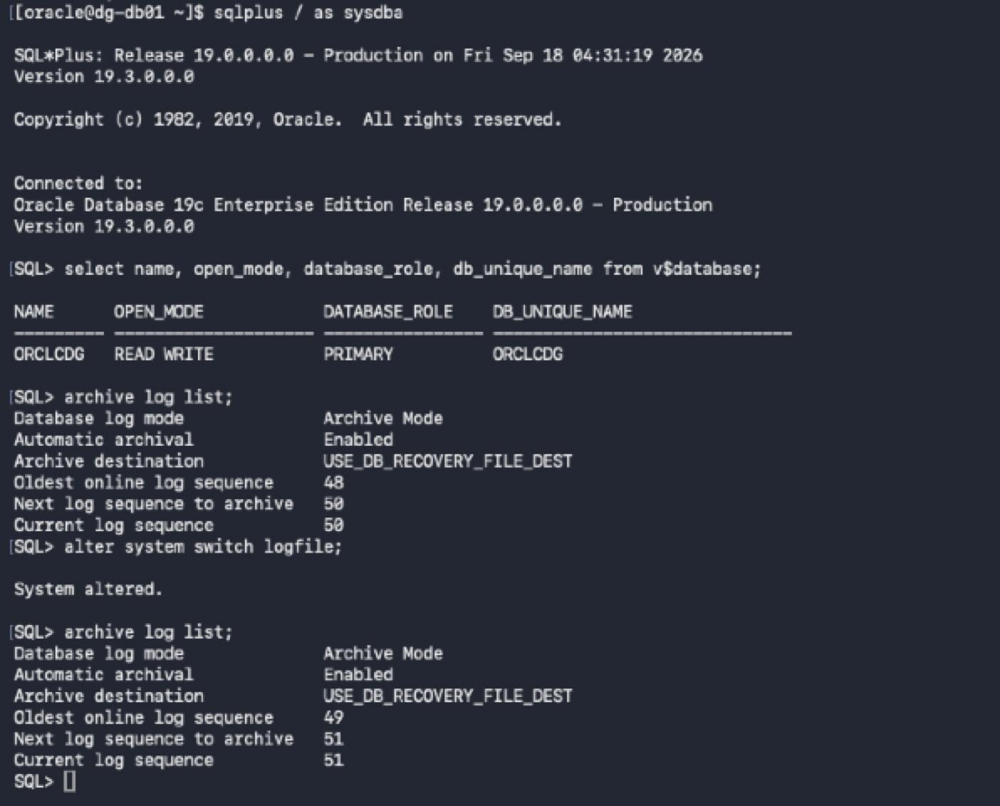 [[oracle@dg-db01 ~]$ sqlplus / as sysdba
SQL*Plus: Release 19.0.0.0.0 - Production on Fri Sep 18 04:31:19 2026
Version 19.3.0.0.0
Copyright (c) 1982, 2019, Oracle.  All rights reserved.
Connected to:
Oracle Database 19c Enterprise Edition Release 19.0.0.0.0 - Production
Version 19.3.0.0.0
[SQL> select name, open_mode, database_role, db_unique_name from v$database;
NAME      OPEN_MODE            DATABASE_ROLE    DB_UNIQUE_NAME
--------- -------------------- ---------------- ------------------------------
ORCLCDG   READ WRITE           PRIMARY          ORCLCDG
[SQL> archive log list;
Database log mode              Archive Mode
Automatic archival             Enabled
Archive destination            USE_DB_RECOVERY_FILE_DEST
Oldest online log sequence     48
Next log sequence to archive   50
Current log sequence           50
[SQL> alter system switch logfile;
System altered.
[SQL> archive log list;
Database log mode              Archive Mode
Automatic archival             Enabled
Archive destination            USE_DB_RECOVERY_FILE_DEST
Oldest online log sequence     49
Next log sequence to archive   51
Current log sequence           51
SQL>